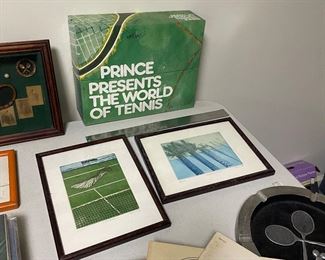 PRINCE
PRESENTS
THE WORLD
OF TENNIS